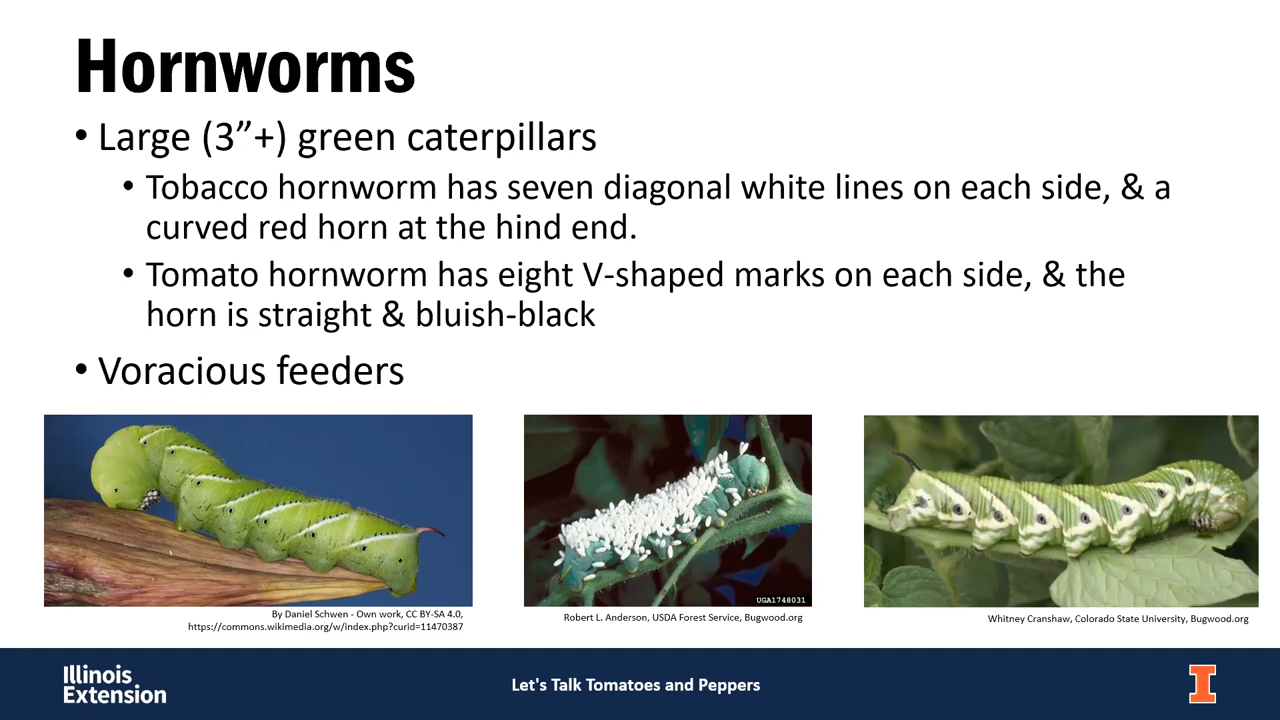 Hornworms
• Large (3”+) green caterpillars
• Tobacco hornworm has seven diagonal white lines on each side, & a
curved red horn at the hind end.
• Tomato hornworm has eight V-shaped marks on each side, & the
horn is straight & bluish-black
• Voracious feeders
UGA1748031
By Daniel Schwen - Own work, CC BY-SA 4.0,
https://commons.wikimedia.org/w/index.php?curid=11470387
Robert L. Anderson, USDA Forest Service, Bugwood.org
Whitney Cranshaw, Colorado State University, Bugwood.org
Illinois
Extension
Let's Talk Tomatoes and Peppers
I